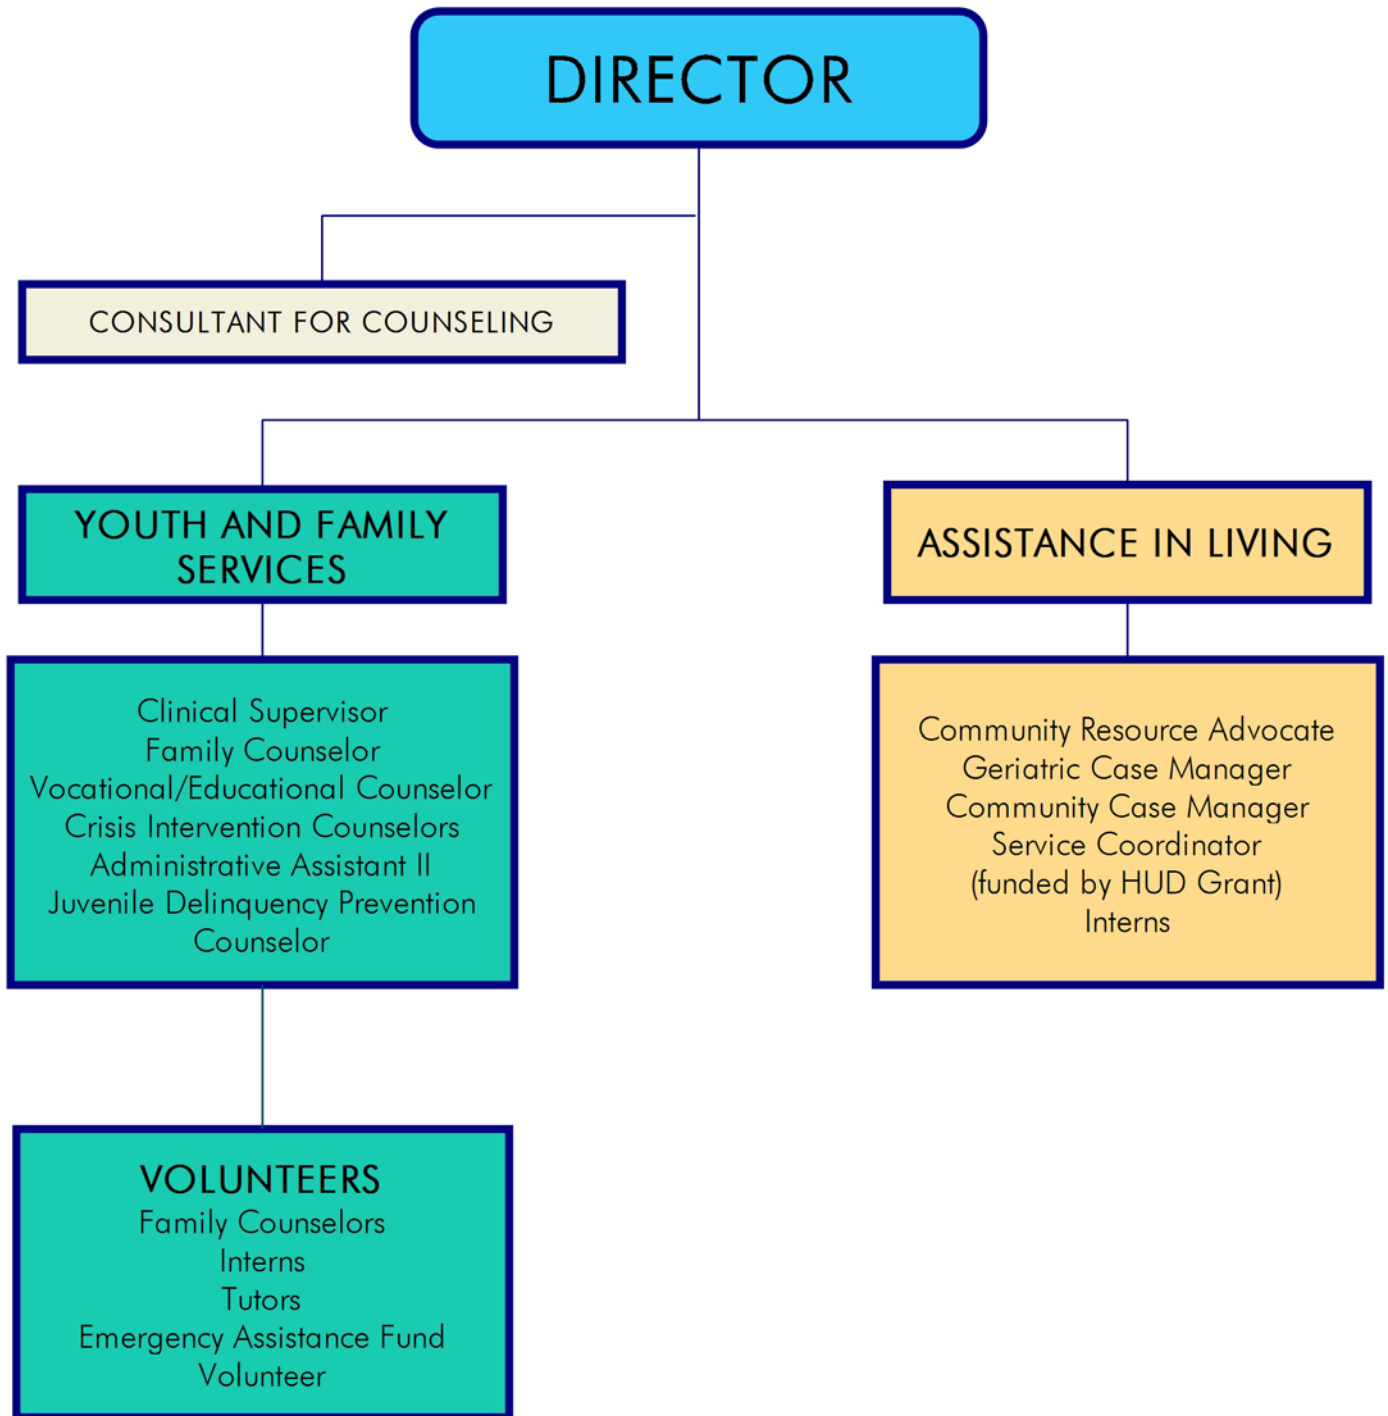 DIRECTOR
CONSULTANT FOR COUNSELING
YOUTH AND FAMILY
SERVICES
ASSISTANCE IN LIVING
Clinical Supervisor
Family Counselor
Vocational/Educational Counselor
Crisis Intervention Counselors
Administrative Assistant II
Juvenile Delinquency Prevention
Counselor
Community Resource Advocate
Geriatric Case Manager
Community Case Manager
Service Coordinator
(funded by HUD Grant)
Interns
VOLUNTEERS
Family Counselors
Interns
Tutors
Emergency Assistance Fund
Volunteer